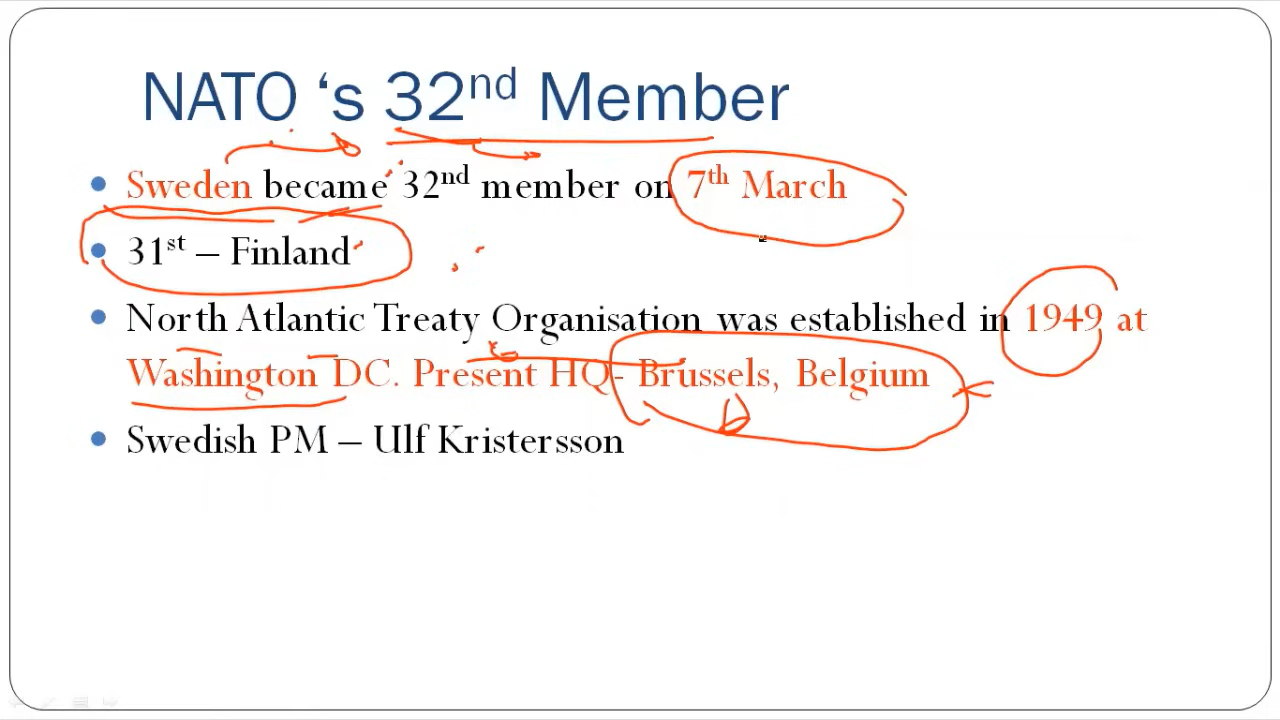 NATO ‘s 32nd Member
Sweden became 32nd member on 7th March
31st – Finland
North Atlantic Treaty Organisation was established in 1949 at
Washington DC. Present HQ- Brussels, Belgium
Swedish PM – Ulf Kristersson